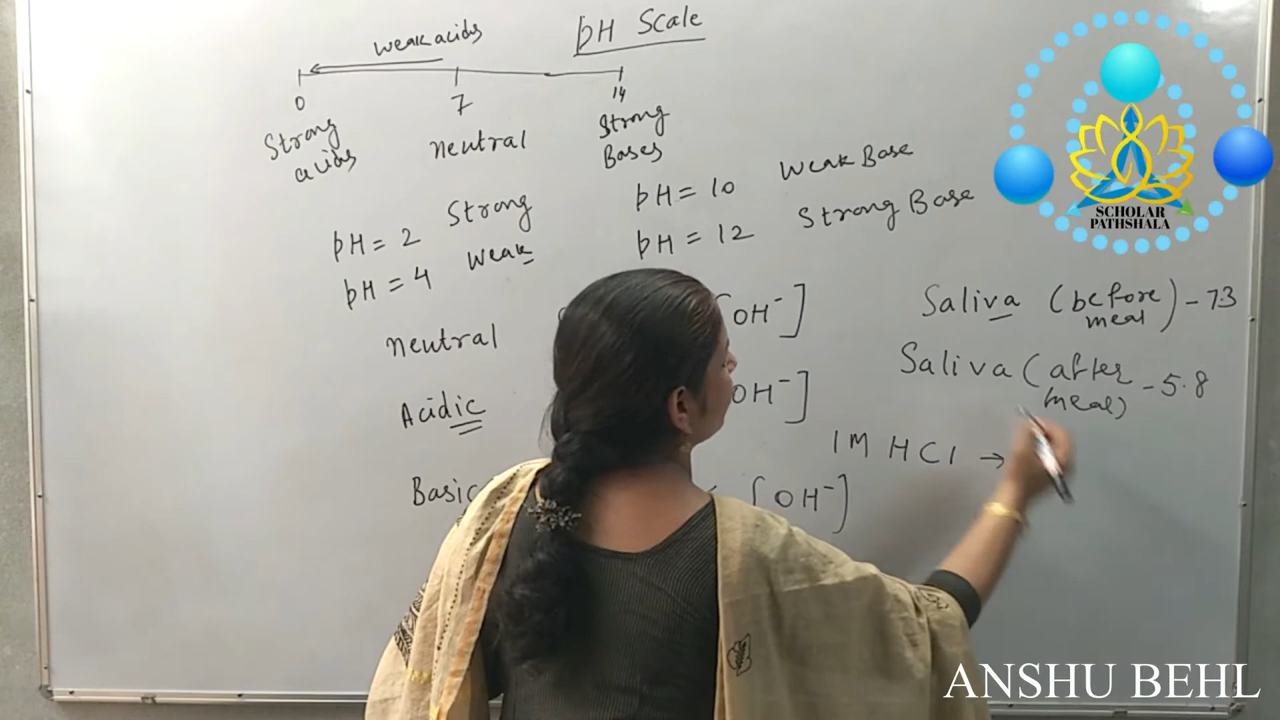 pH Scale
weak acids
0 7 14
Strong acids
Neutral
Strong Bases
pH = 2 Strong
pH = 4 weak
pH = 10 weak Base
pH = 12 Strong Base
Neutral OH⁻]
Acidic OH⁻]
Basic < [OH⁻]
Saliva (before meal) - 7.3
Saliva (after meal) - 5.8
1M HCl →
SCHOLAR
PATHSHALA
ANSHU BEHL